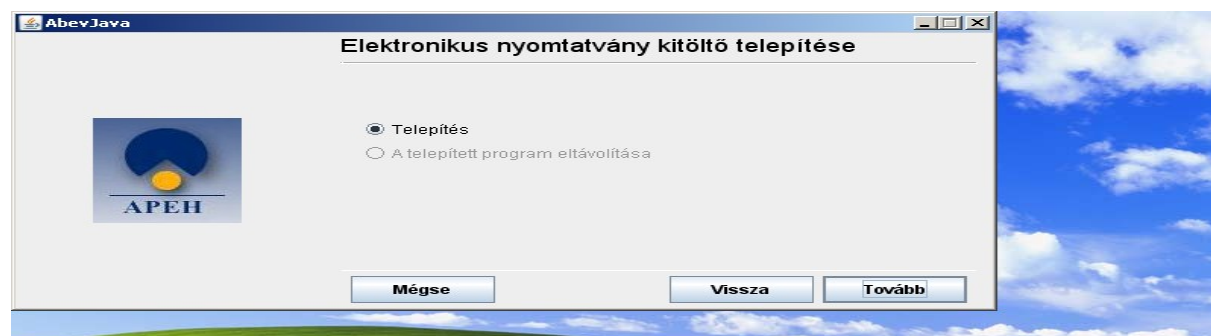 AbevJava
Elektronikus nyomtatvány kitöltő telepítése
Telepítés
A telepített program eltávolítása
APEH
Mégse
Vissza
Tovább